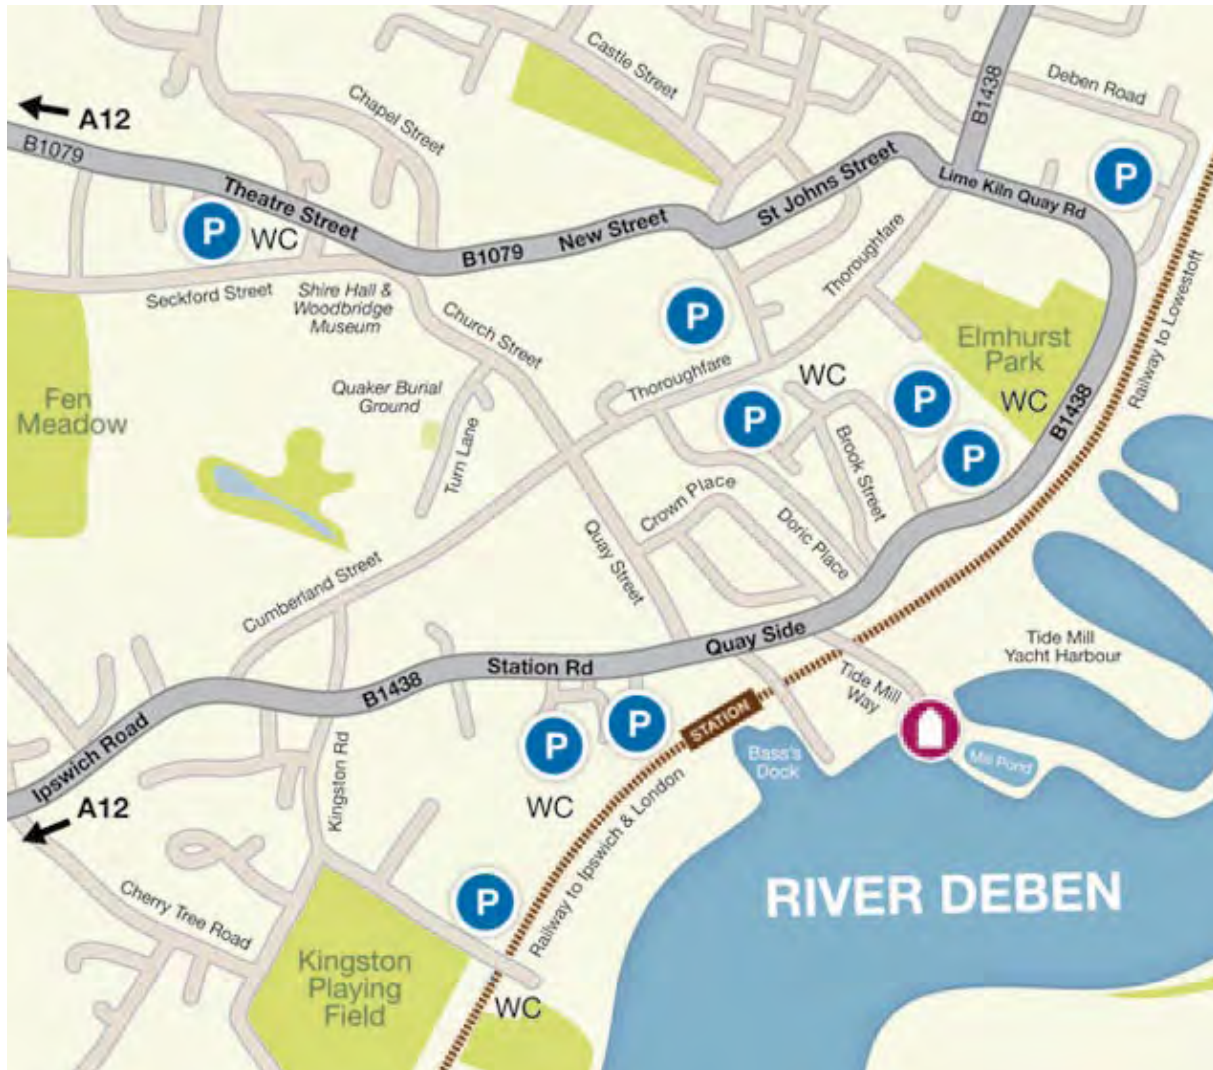 Castle Street
Deben Road
B1438
Chapel Street
A12
B1079
Theatre Street
P
WC
B1079
New Street
St Johns Street
Lime Kiln Quay Rd
P
Thoroughfare
Seckford Street
Shire Hall &
Woodbridge
Museum
Church Street
P
Railway to Lowestoft
Elmhurst
Park
WC
B1438
Fen
Meadow
Quaker Burial
Ground
Turn Lane
Thoroughfare
WC
P
P
P
Brook Street
Crown Place
Doric Place
Quay Street
Cumberland Street
Quay Side
Station Rd
B1438
Ipswich Road
A12
Tide Mill
Yacht Harbour
Tide Mill
Way
STATION
P
P
WC
Bass's
Dock
Mill Pond
Kingston Rd
Railway to Ipswich & London
Cherry Tree Road
P
RIVER DEBEN
Kingston
Playing
Field
WC